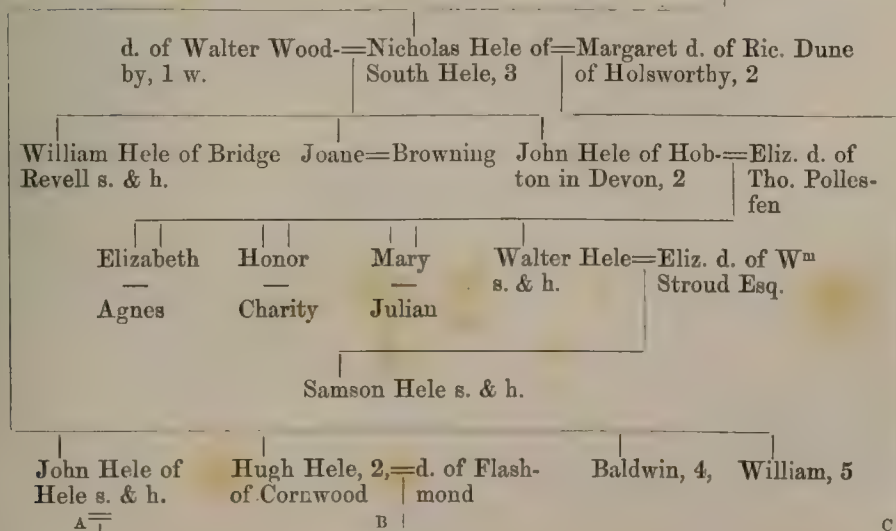 d. of Walter Wood-=Nicholas Hele of=Margaret d. of Ric. Dune
by, 1 w. South Hele, 3 of Holsworthy, 2
William Hele of Bridge Joane=Browning John Hele of Hob-=Eliz. d. of
Revell s. & h. ton in Devon, 2 Tho. Polles-
fen
Elizabeth Honor Mary Walter Hele=Eliz. d. of Wm
— — — s. & h. Stroud Esq.
Agnes Charity Julian
Samson Hele s. & h.
John Hele of Hugh Hele, 2,=d. of Flash- Baldwin, 4, William, 5
Hele s. & h. of Cornwood mond
A= B C